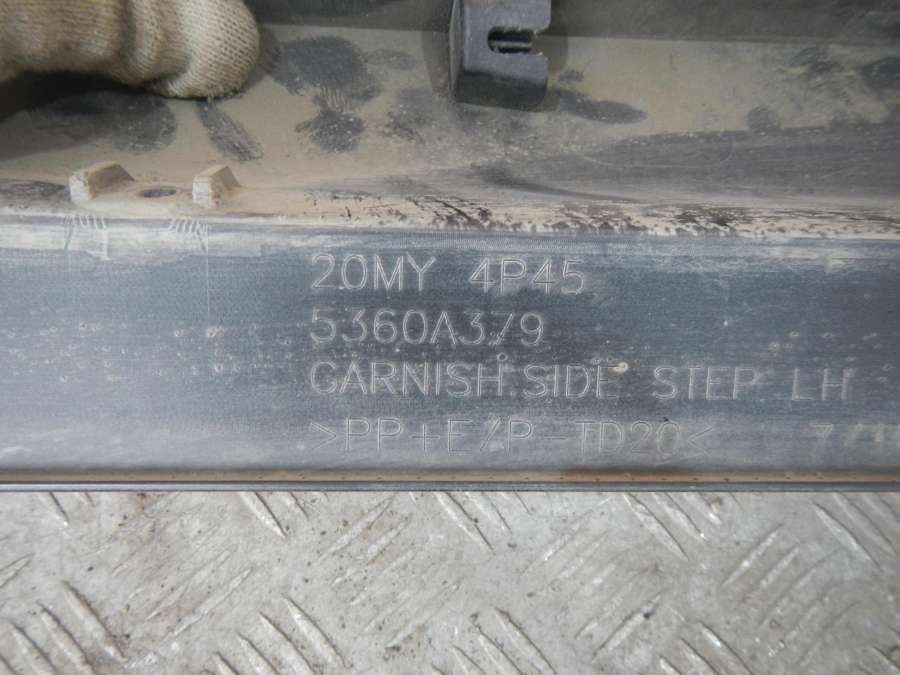 20MY 4P45
5360A379
GARNISH.SIDE STEP LH
>PP+E/P-TD20<